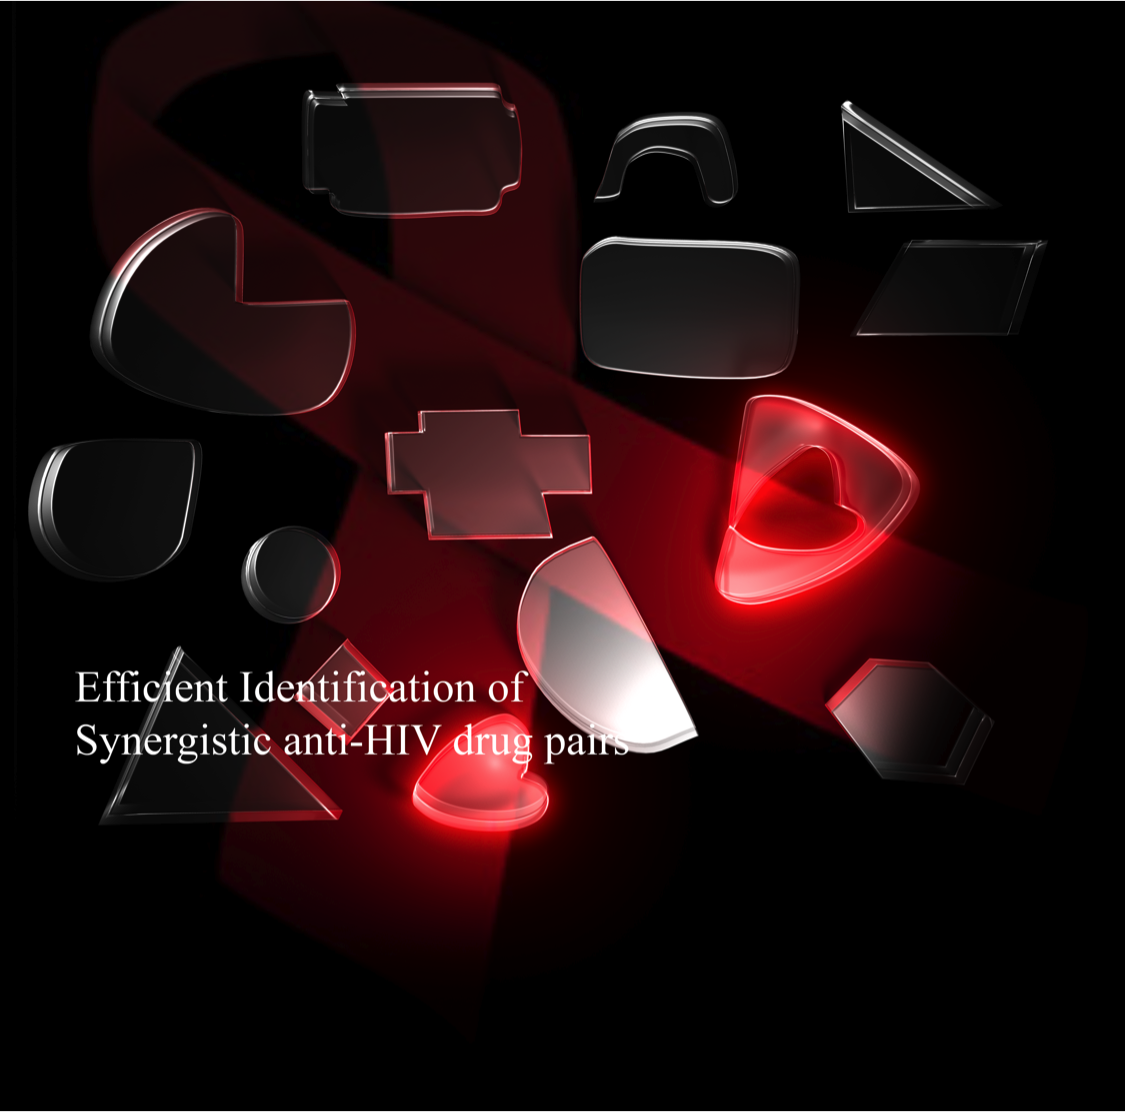 Efficient Identification of
Synergistic anti-HIV drug pairs